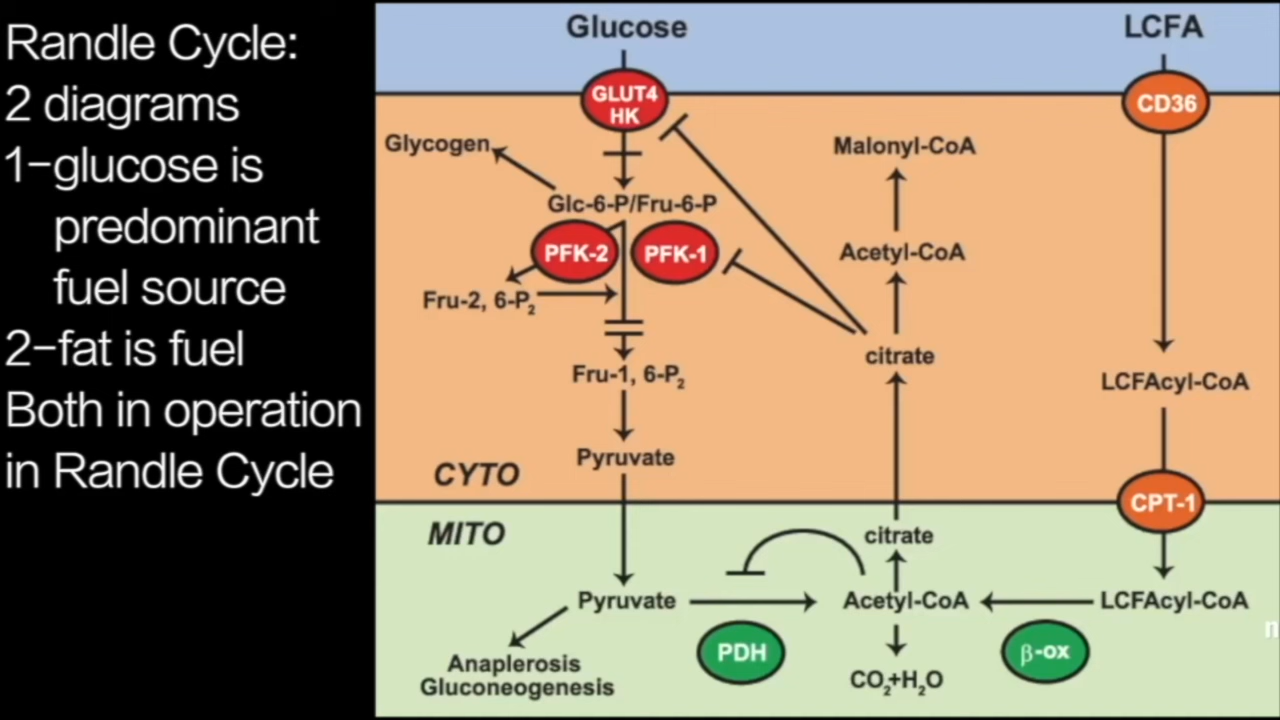 Randle Cycle:
2 diagrams
1-glucose is
predominant
fuel source
2-fat is fuel
Both in operation
in Randle Cycle
Glucose
LCFA
GLUT4
HK
CD36
Glycogen
Malonyl-CoA
Glc-6-P/Fru-6-P
PFK-2
PFK-1
Acetyl-CoA
Fru-2, 6-P₂
citrate
Fru-1, 6-P₂
LCFAcyl-CoA
Pyruvate
CYTO
CPT-1
MITO
citrate
Pyruvate
Acetyl-CoA
LCFAcyl-CoA
n
PDH
β-ox
Anaplerosis
Gluconeogenesis
CO₂+H₂O